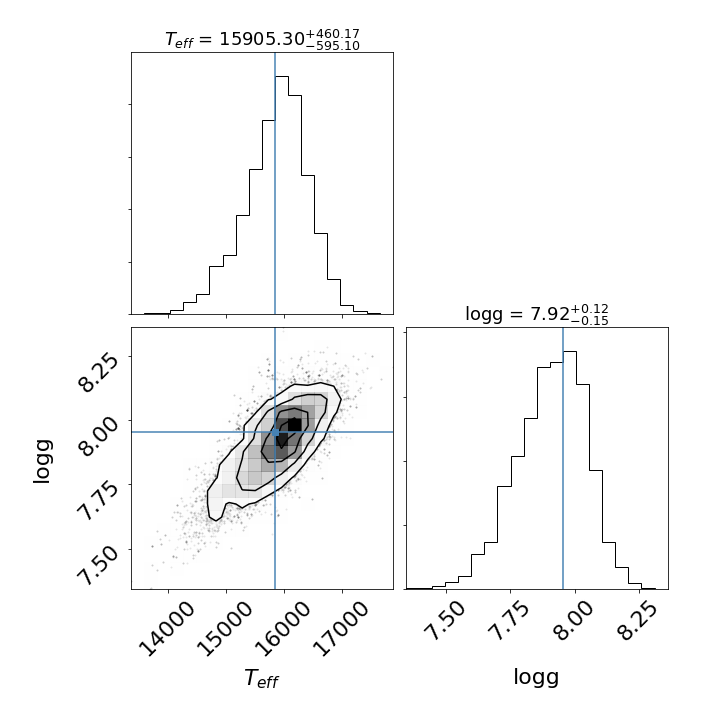 T_eff = 15905.30^{+460.17}_{-595.10}
logg = 7.92^{+0.12}_{-0.15}
8.25
8.00
7.75
7.50
logg
14000 15000 16000 17000
T_eff
7.50 7.75 8.00 8.25
logg